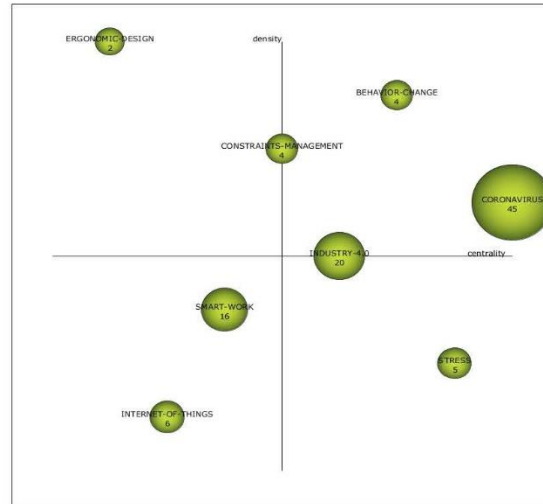 ERGONOMIC-DESIGN
2
density
BEHAVIOR-CHANGE
4
CONSTRAINTS-MANAGEMENT
4
CORONAVIRUS
45
INDUSTRY-4.0
20
centrality
SMART-WORK
16
STRESS
5
INTERNET-OF-THINGS
6